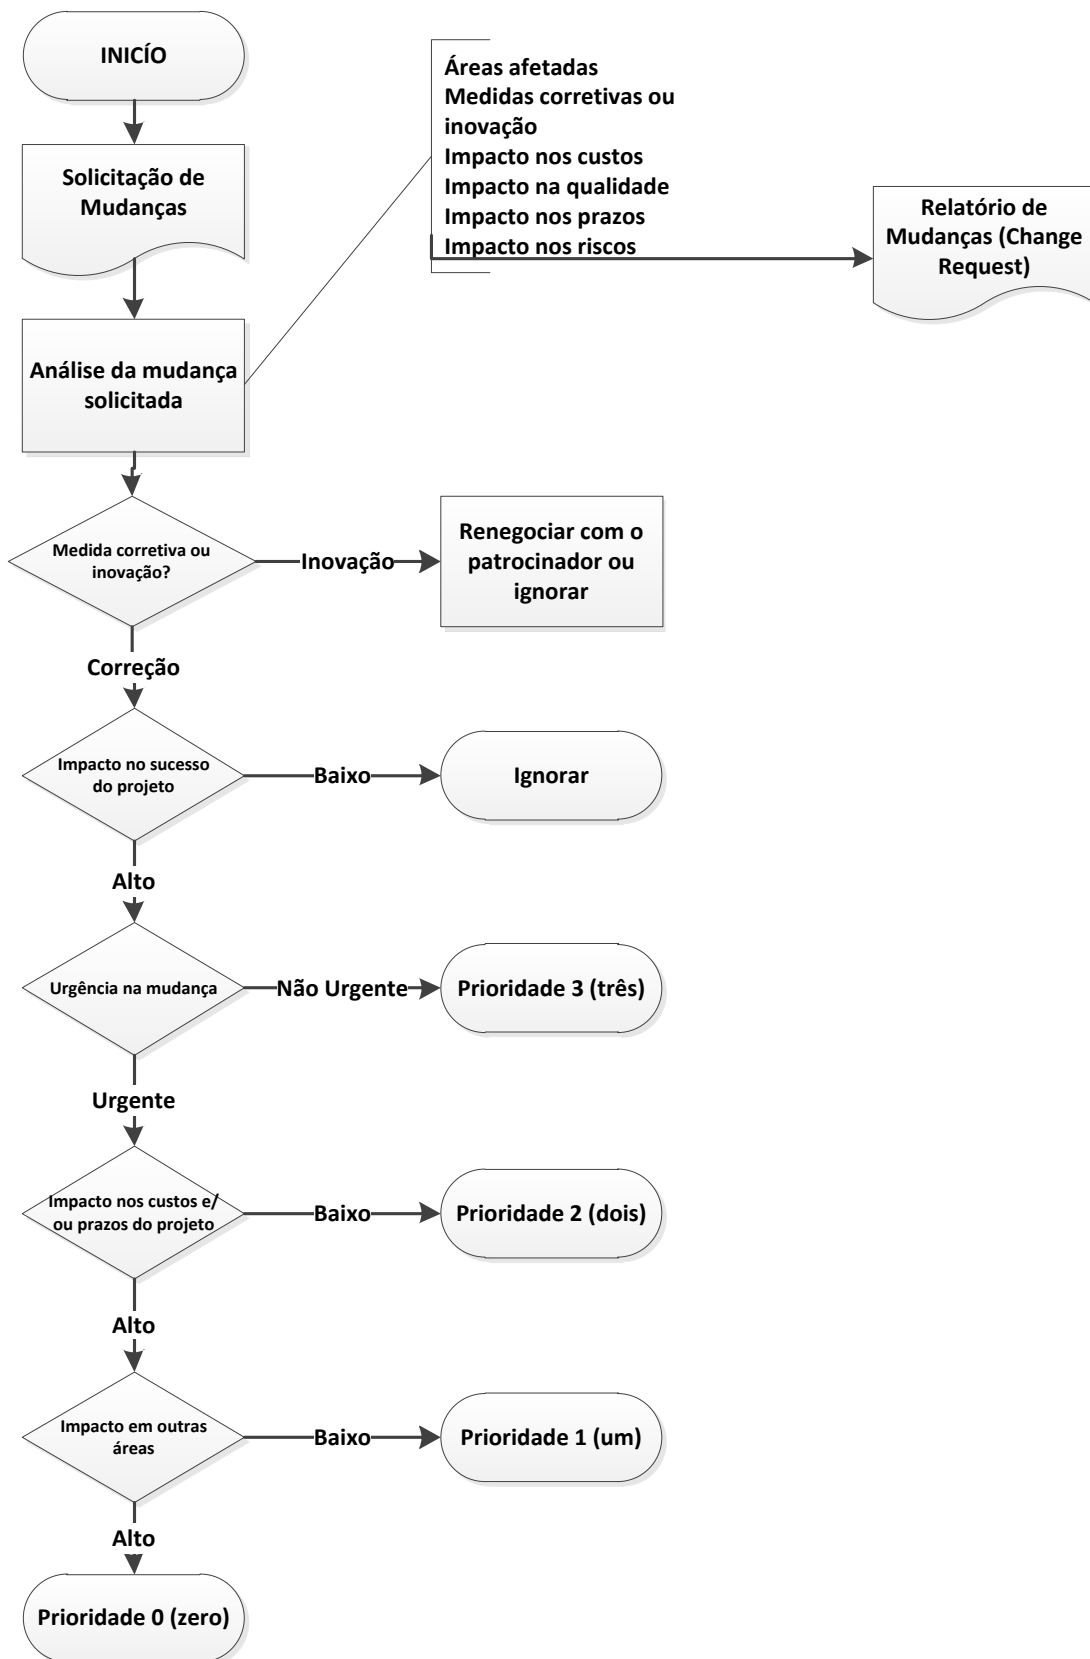 INICÍO
Solicitação de
Mudanças
Áreas afetadas
Medidas corretivas ou
inovação
Impacto nos custos
Impacto na qualidade
Impacto nos prazos
Impacto nos riscos
Relatório de
Mudanças (Change
Request)
Análise da mudança
solicitada
Medida corretiva ou
inovação?
Inovação
Renegociar com o
patrocinador ou
ignorar
Correção
Impacto no sucesso
do projeto
Baixo
Ignorar
Alto
Urgência na mudança
Não Urgente
Prioridade 3 (três)
Urgente
Impacto nos custos e/
ou prazos do projeto
Baixo
Prioridade 2 (dois)
Alto
Impacto em outras
áreas
Baixo
Prioridade 1 (um)
Alto
Prioridade 0 (zero)